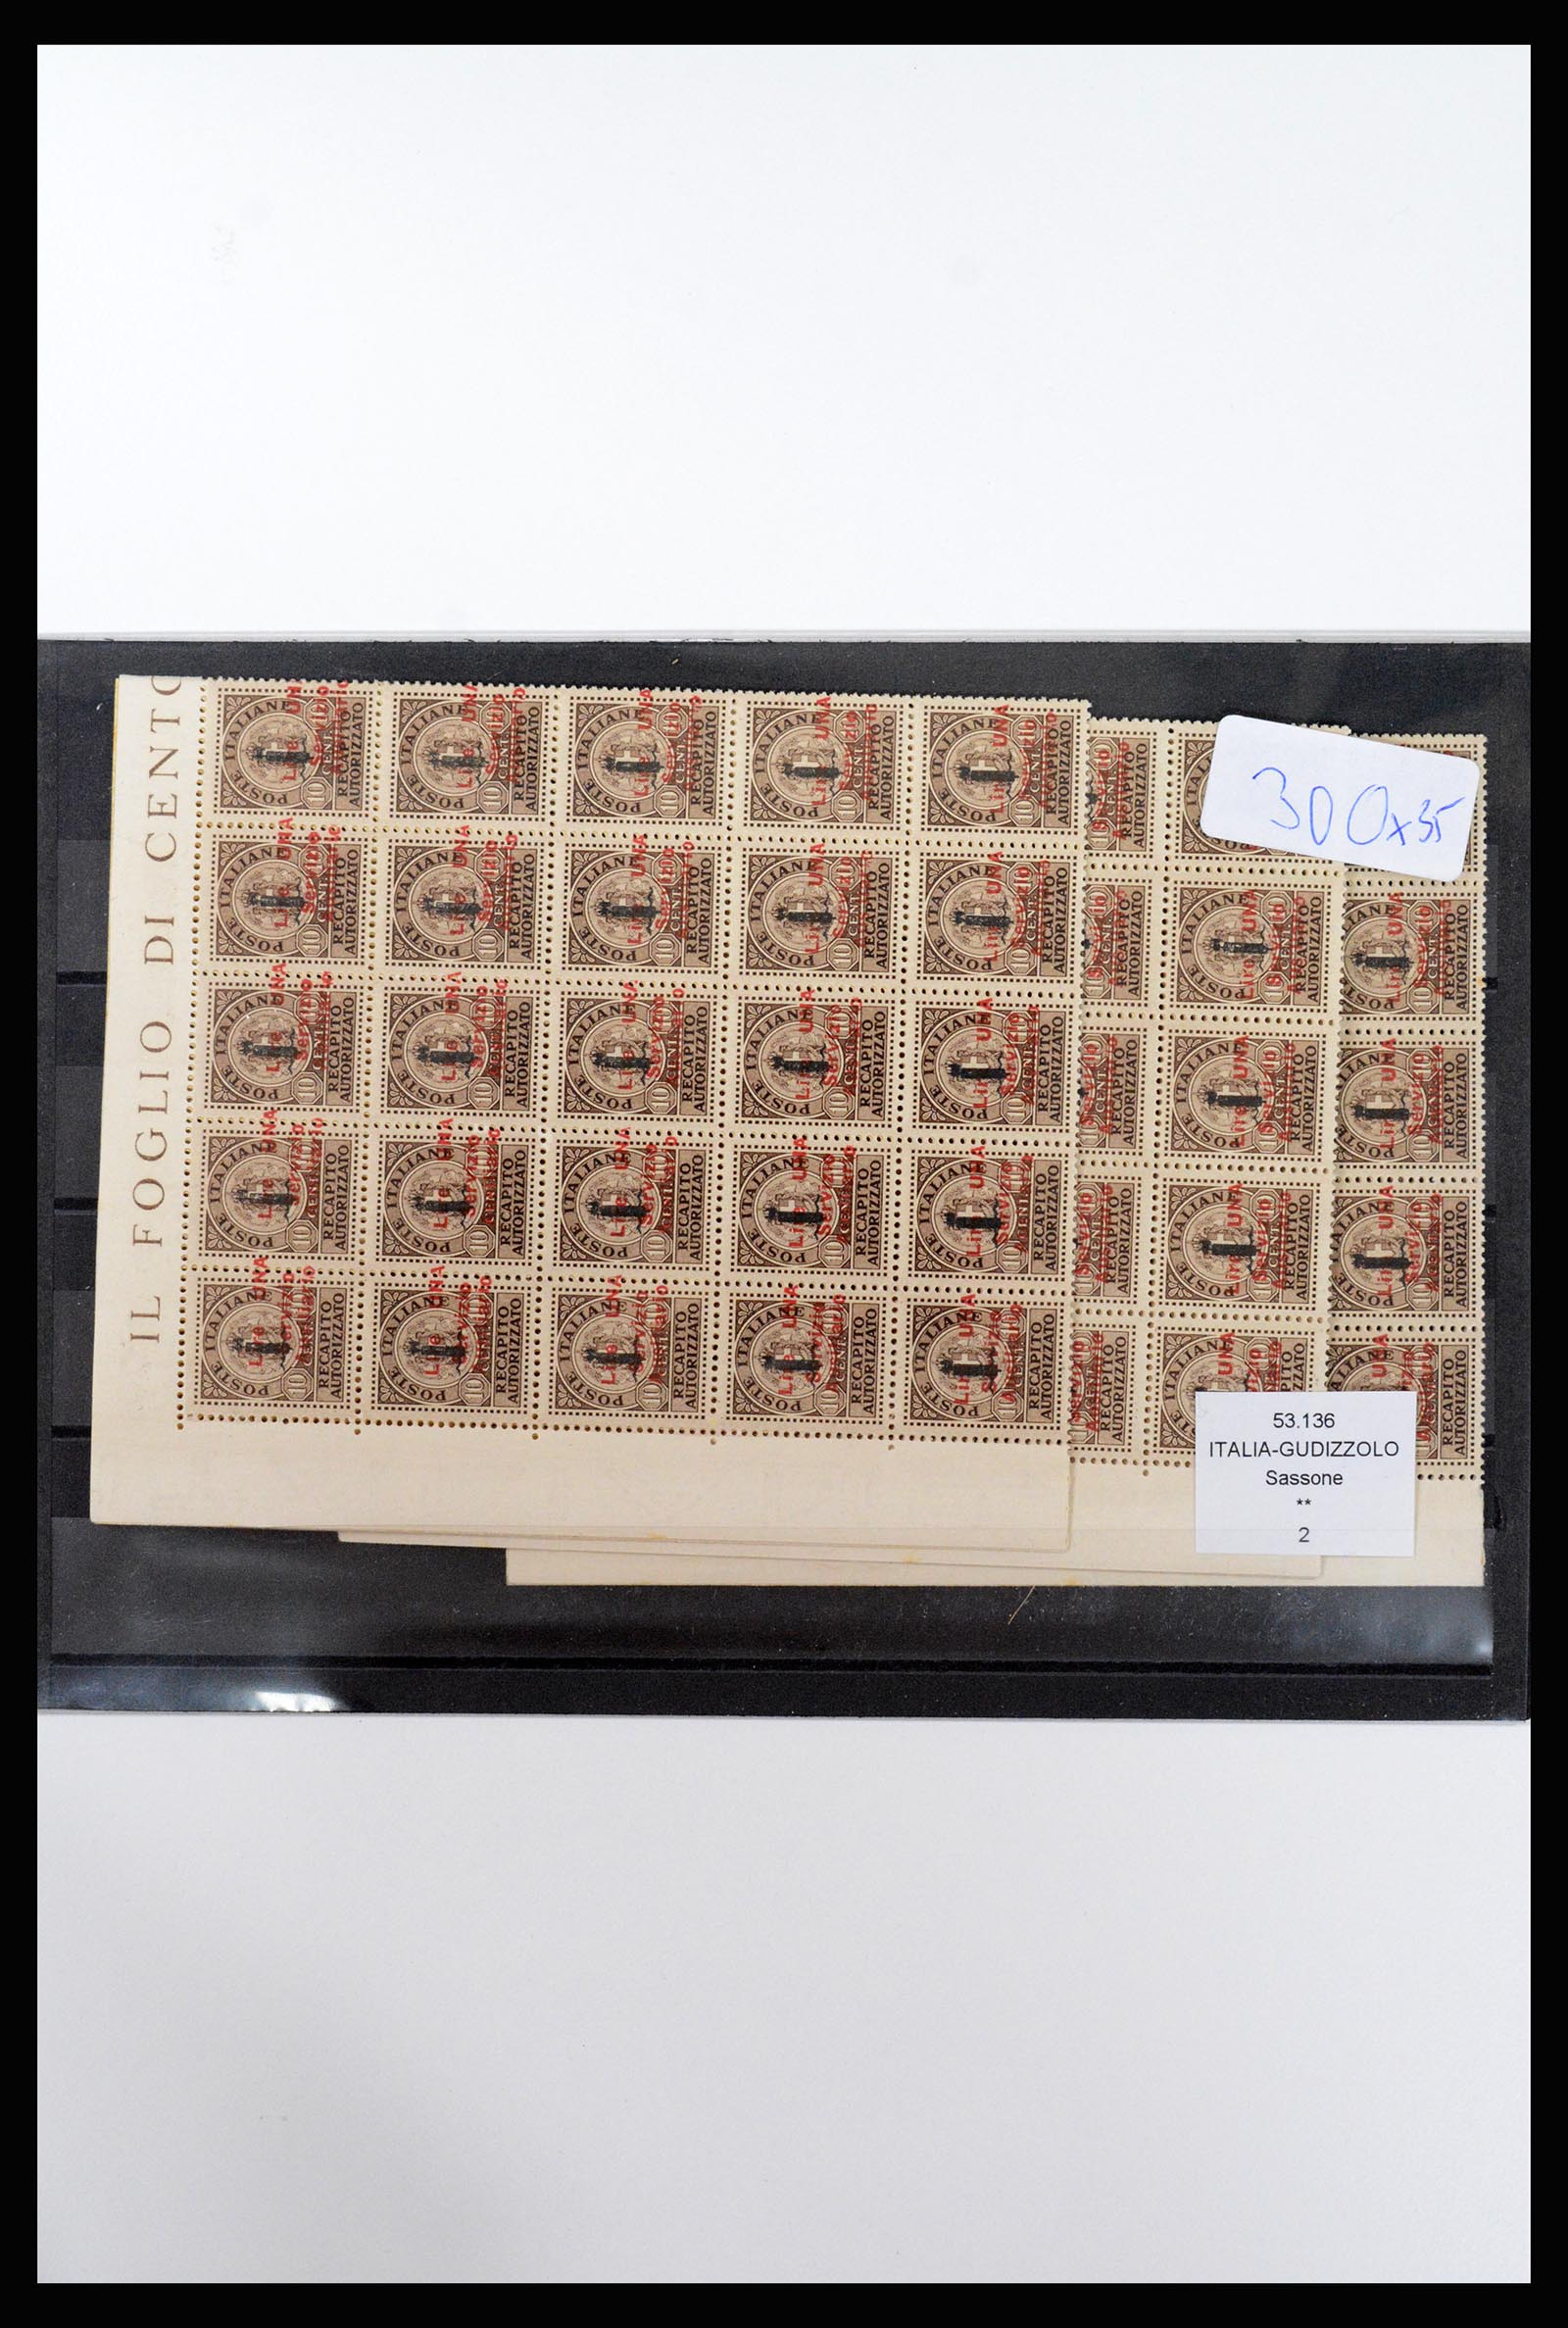 IL FOGLIO DI CENTO
POSTE ITALIANE
10
CENT
RECAPITO
AUTORIZZATO
Lire UNA
Servizio
300x35
53.136
ITALIA-GUDIZZOLO
Sassone
**
2